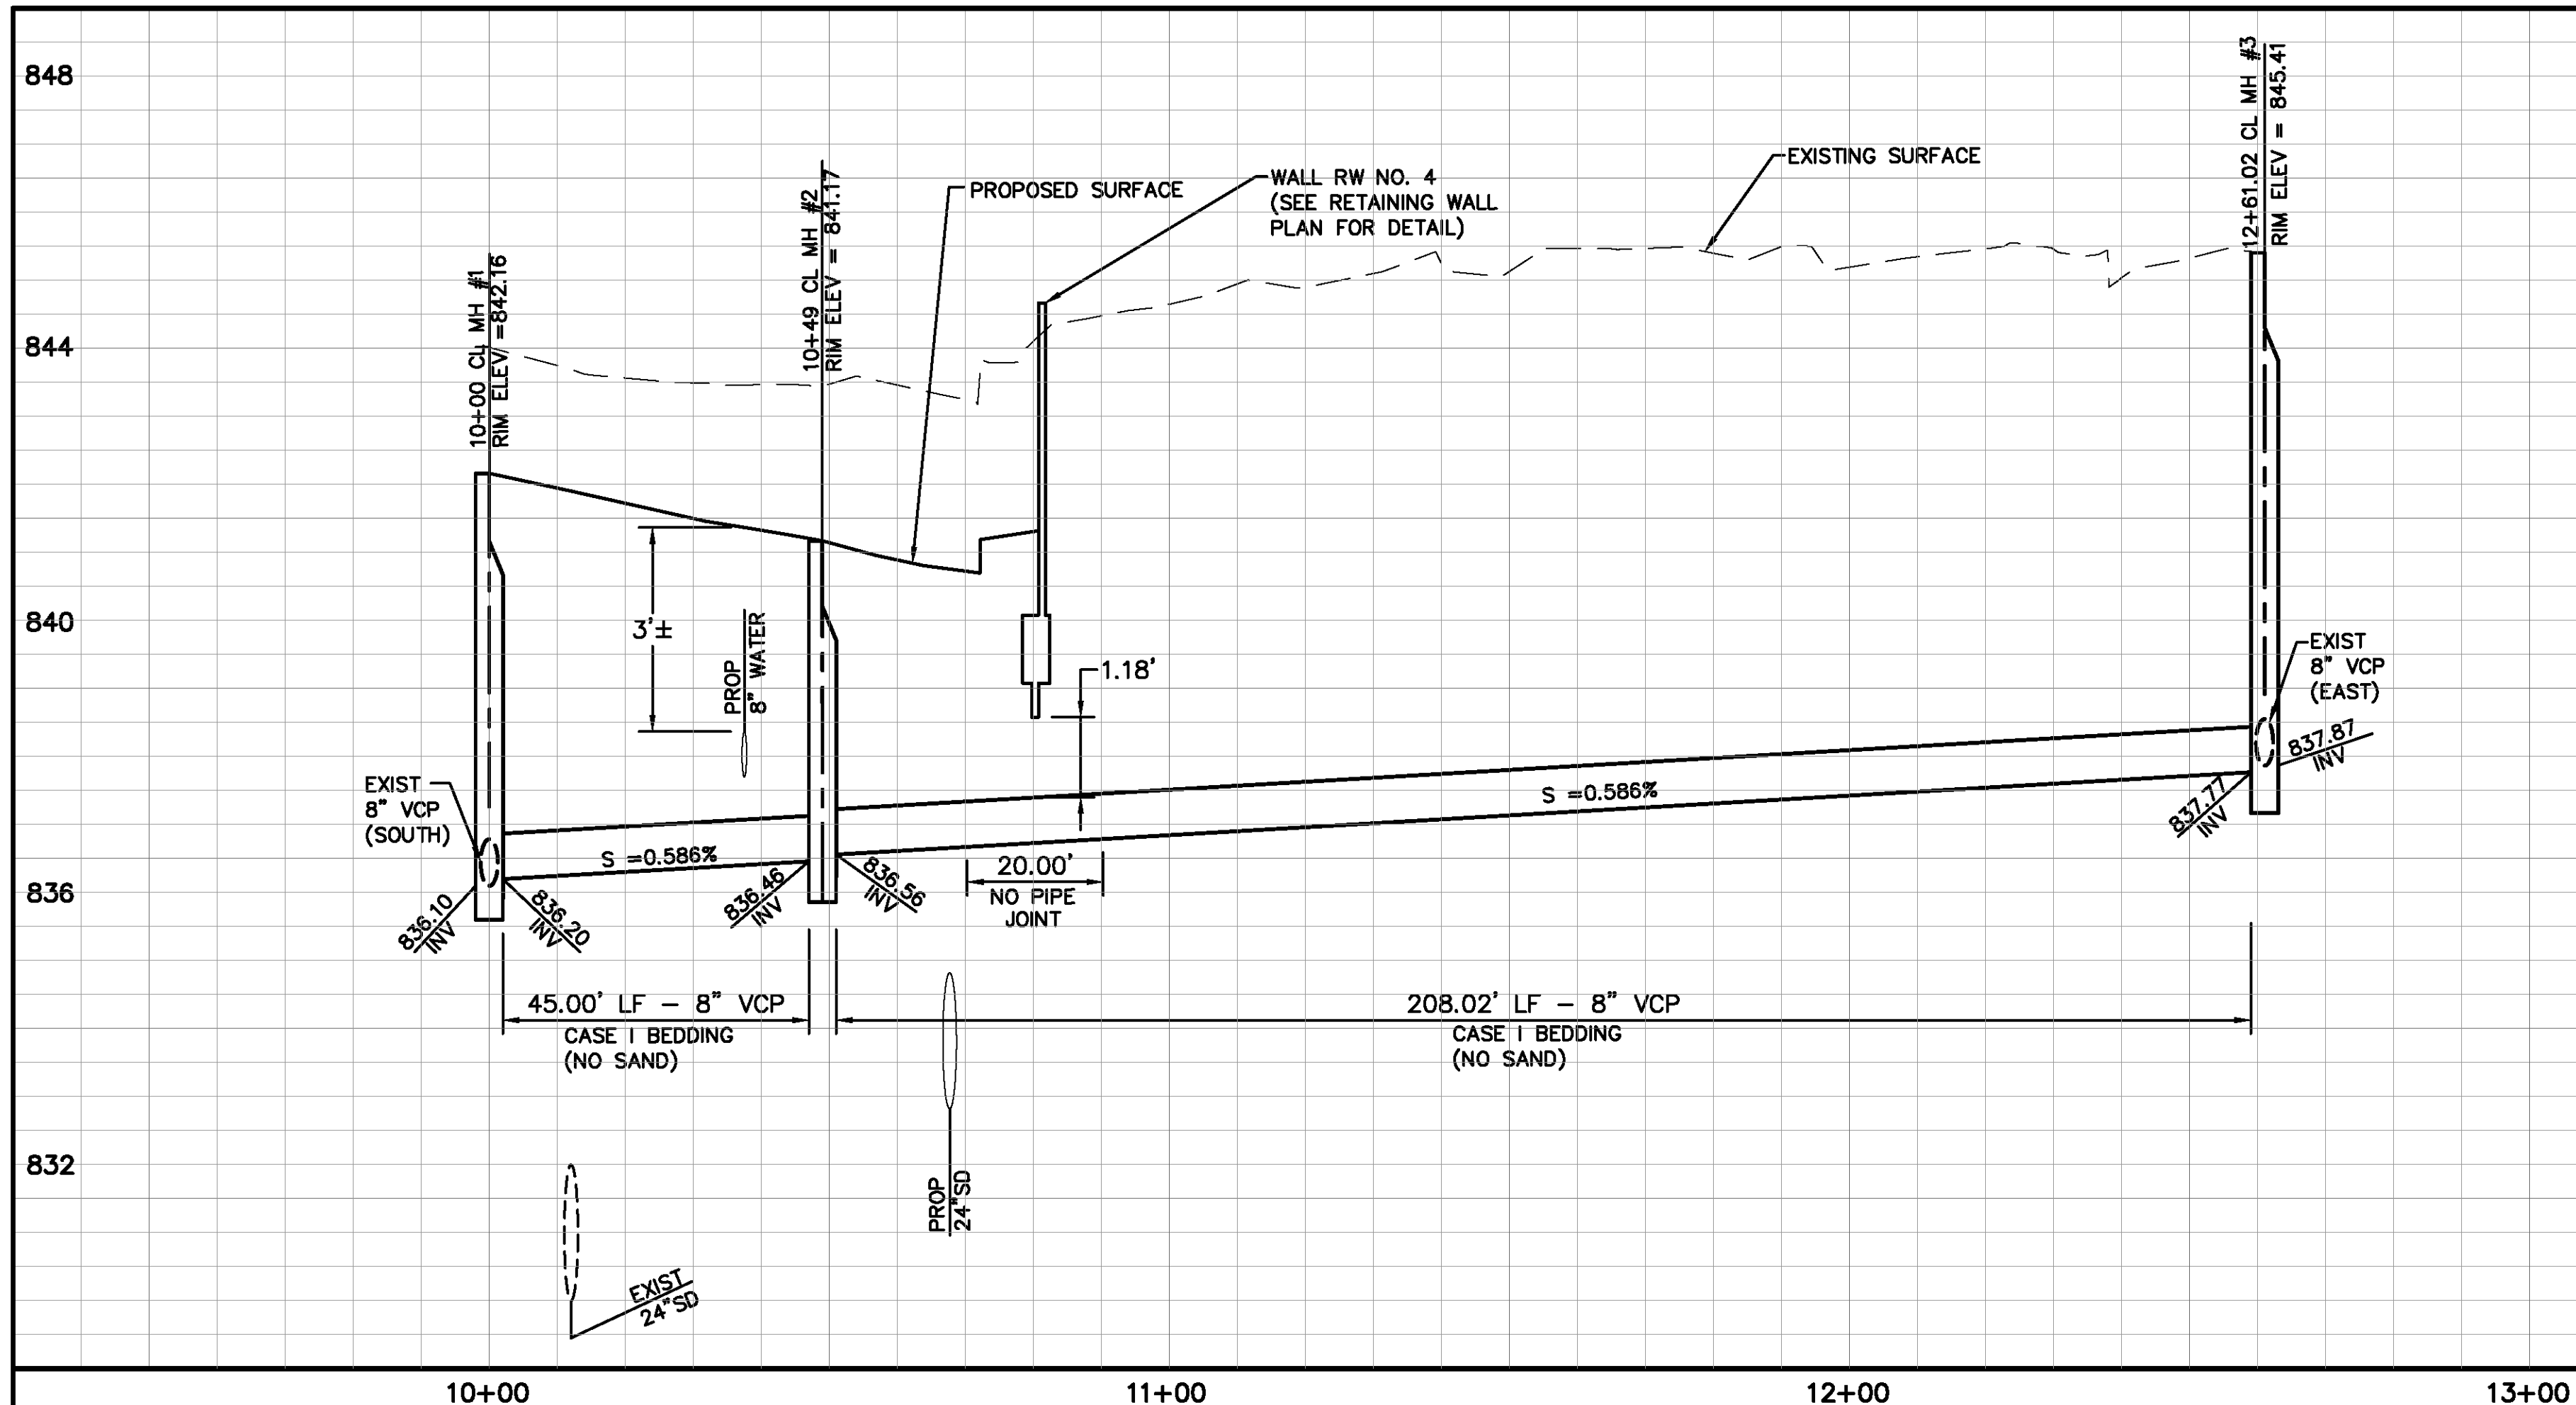 848
844
840
836
832
10+00 CL MH #1
RIM ELEV =842.16
10+49 CL MH #2
RIM ELEV = 841.17
PROPOSED SURFACE
WALL RW NO. 4
(SEE RETAINING WALL
PLAN FOR DETAIL)
EXISTING SURFACE
12+61.02 CL MH #3
RIM ELEV = 845.41
3'±
PROP
8" WATER
1.18'
EXIST
8" VCP
(EAST)
837.87
INV
837.77
INV
S =0.586%
EXIST
8" VCP
(SOUTH)
S =0.586%
836.10
INV
836.20
INV
836.46
INV
836.56
INV
20.00'
NO PIPE
JOINT
45.00' LF - 8" VCP
CASE I BEDDING
(NO SAND)
208.02' LF - 8" VCP
CASE I BEDDING
(NO SAND)
PROP
24"SD
EXIST
24"SD
10+00
11+00
12+00
13+00